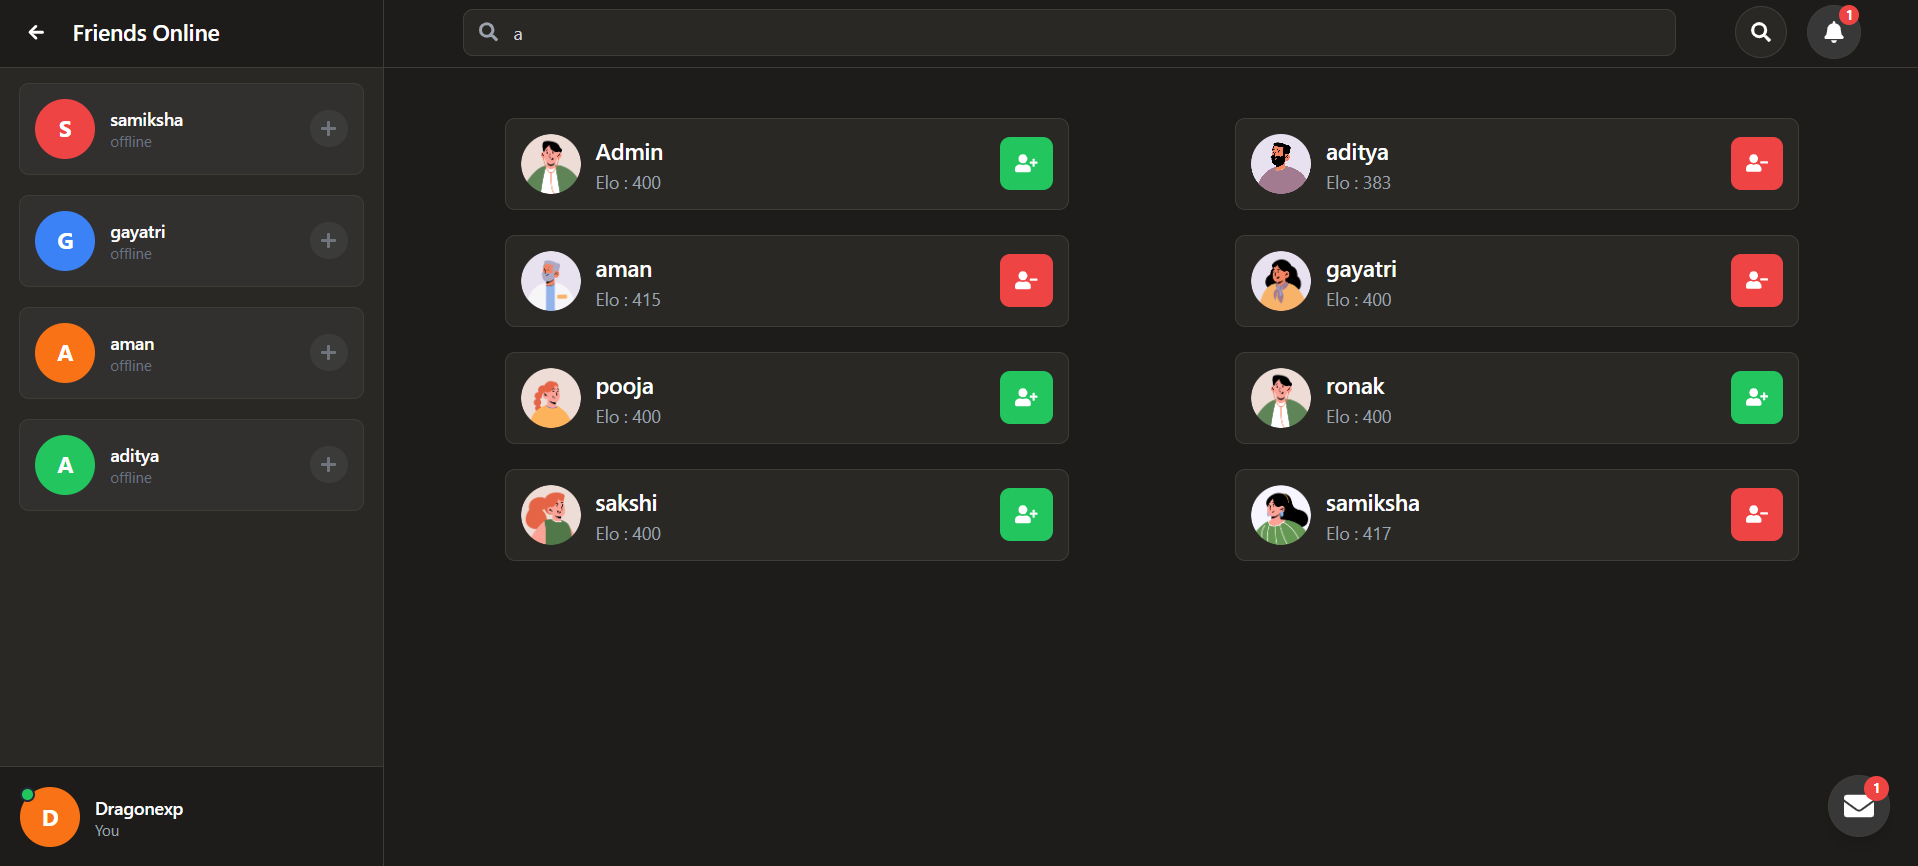 Friends Online
S
samiksha
offline
G
gayatri
offline
A
aman
offline
A
aditya
offline
D
Dragonexp
You
a
1
Admin
Elo : 400
aditya
Elo : 383
aman
Elo : 415
gayatri
Elo : 400
pooja
Elo : 400
ronak
Elo : 400
sakshi
Elo : 400
samiksha
Elo : 417
1